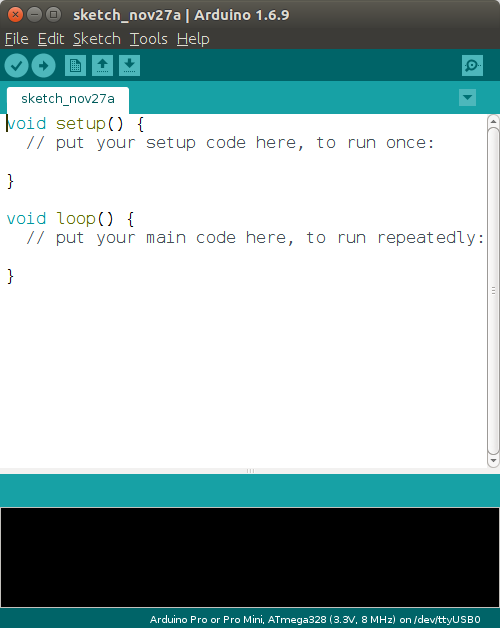 sketch_nov27a | Arduino 1.6.9
File Edit Sketch Tools Help
sketch_nov27a
void setup() {
  // put your setup code here, to run once:
}
void loop() {
  // put your main code here, to run repeatedly:
}
Arduino Pro or Pro Mini, ATmega328 (3.3V, 8 MHz) on /dev/ttyUSB0